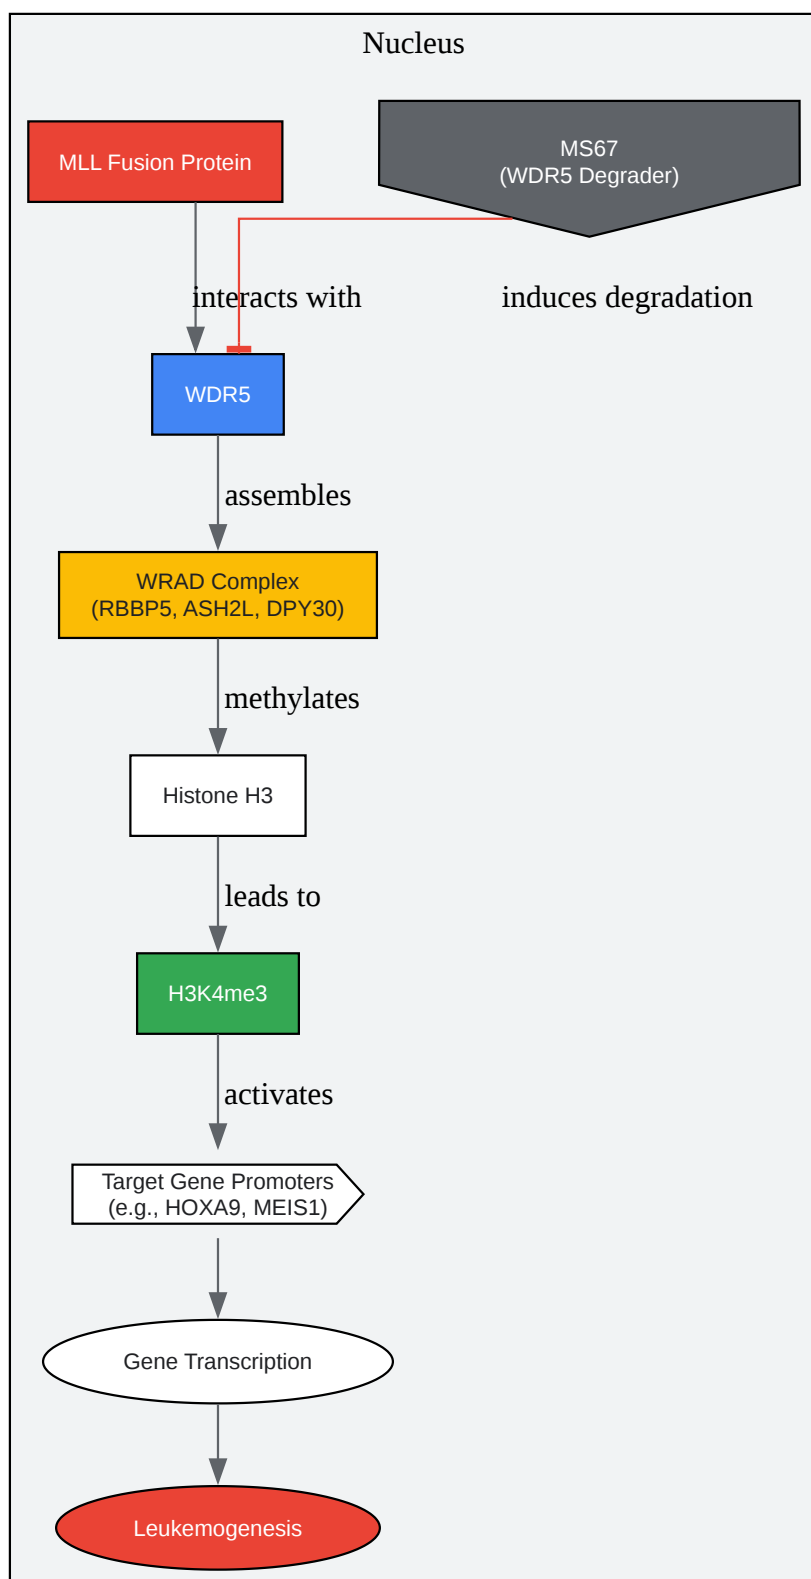 Nucleus
MLL Fusion Protein
MS67
(WDR5 Degrader)
interacts with
induces degradation
WDR5
assembles
WRAD Complex
(RBBP5, ASH2L, DPY30)
methylates
Histone H3
leads to
H3K4me3
activates
Target Gene Promoters
(e.g., HOXA9, MEIS1)
Gene Transcription
Leukemogenesis